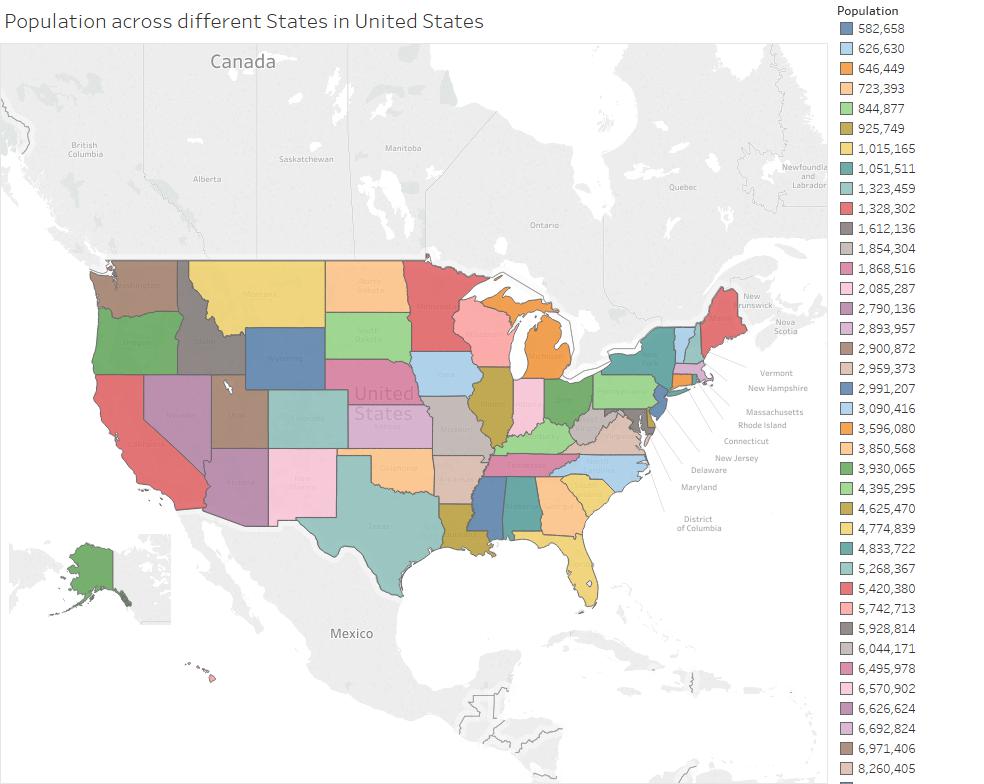 Population across different States in United States
Population
582,658
626,630
646,449
723,393
844,877
925,749
1,015,165
1,051,511
1,323,459
1,328,302
1,612,136
1,854,304
1,868,516
2,085,287
2,790,136
2,893,957
2,900,872
2,959,373
2,991,207
3,090,416
3,596,080
3,850,568
3,930,065
4,395,295
4,625,470
4,774,839
4,833,722
5,268,367
5,420,380
5,742,713
5,928,814
6,044,171
6,495,978
6,570,902
6,626,624
6,692,824
6,971,406
8,260,405
Canada
British
Columbia
Alberta
Saskatchewan
Manitoba
Ontario
Quebec
Newfoundla
and
Labrador
New
Brunswick
Nova
Scotia
Washington
Montana
North
Dakota
Minnesota
Oregon
Idaho
Wyoming
South
Dakota
Wisconsin
Michigan
New
York
Maine
Iowa
United
States
Nevada
Utah
Colorado
Kansas
Missouri
Illinois
Indiana
Ohio
Pennsylvania
West
Virginia
Virginia
Kentucky
California
Arizona
New
Mexico
Oklahoma
Arkansas
Tennessee
North
Carolina
South
Carolina
Texas
Louisiana
Alabama
Georgia
Florida
Vermont
New Hampshire
Massachusetts
Rhode Island
Connecticut
New Jersey
Delaware
Maryland
District
of Columbia
Mexico